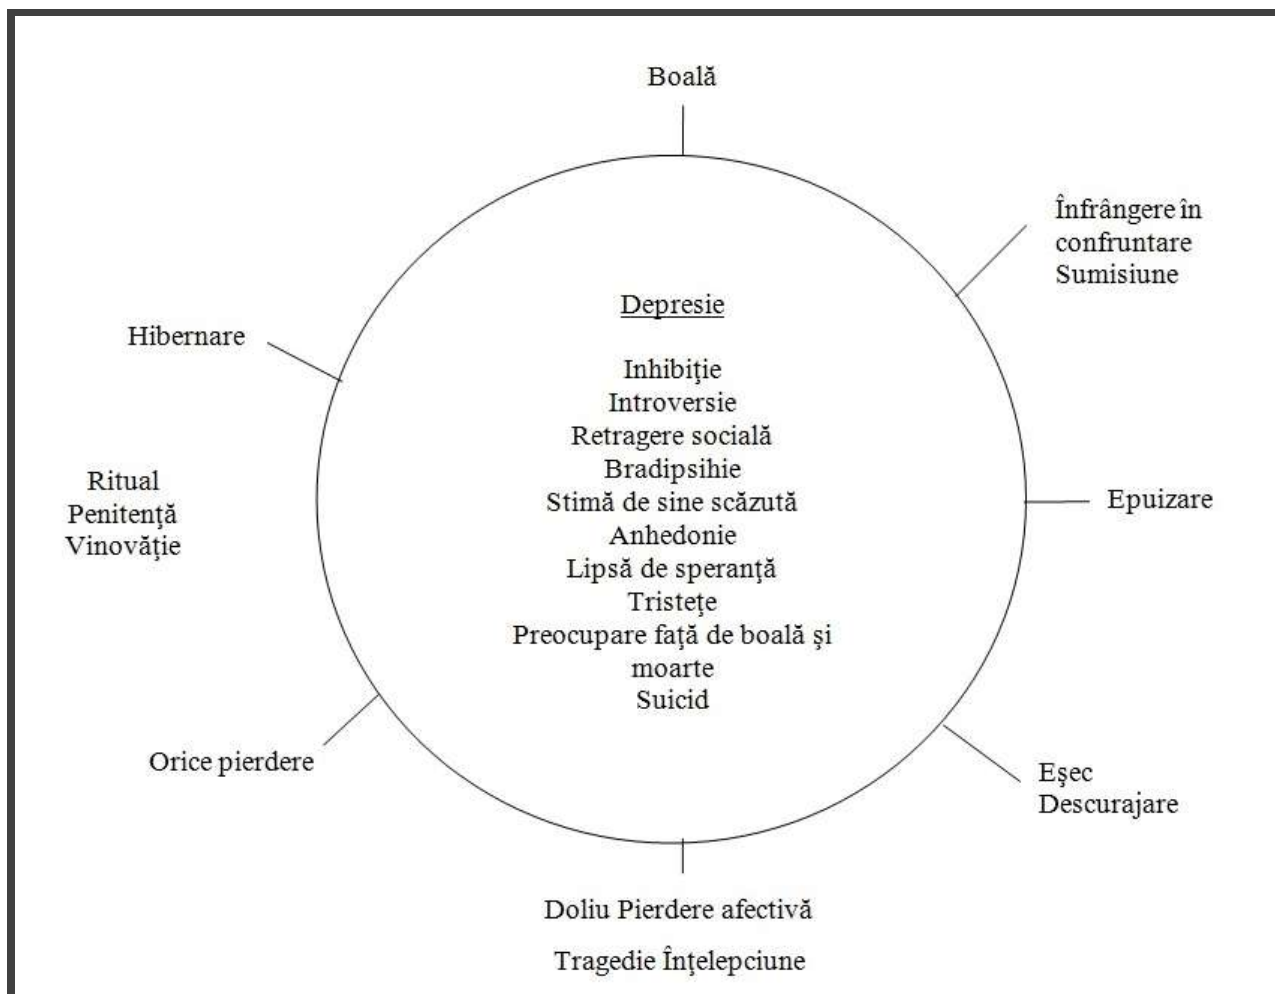 Boală
Înfrângere în
confruntare
Sumisiune
Depresie
Hibernare
Inhibiţie
Introversie
Retragere socială
Bradipsihie
Stimă de sine scăzută
Anhedonie
Lipsă de speranţă
Tristeţe
Preocupare faţă de boală şi
moarte
Suicid
Ritual
Penitenţă
Vinovăţie
Epuizare
Orice pierdere
Eşec
Descurajare
Doliu Pierdere afectivă
Tragedie Înţelepciune